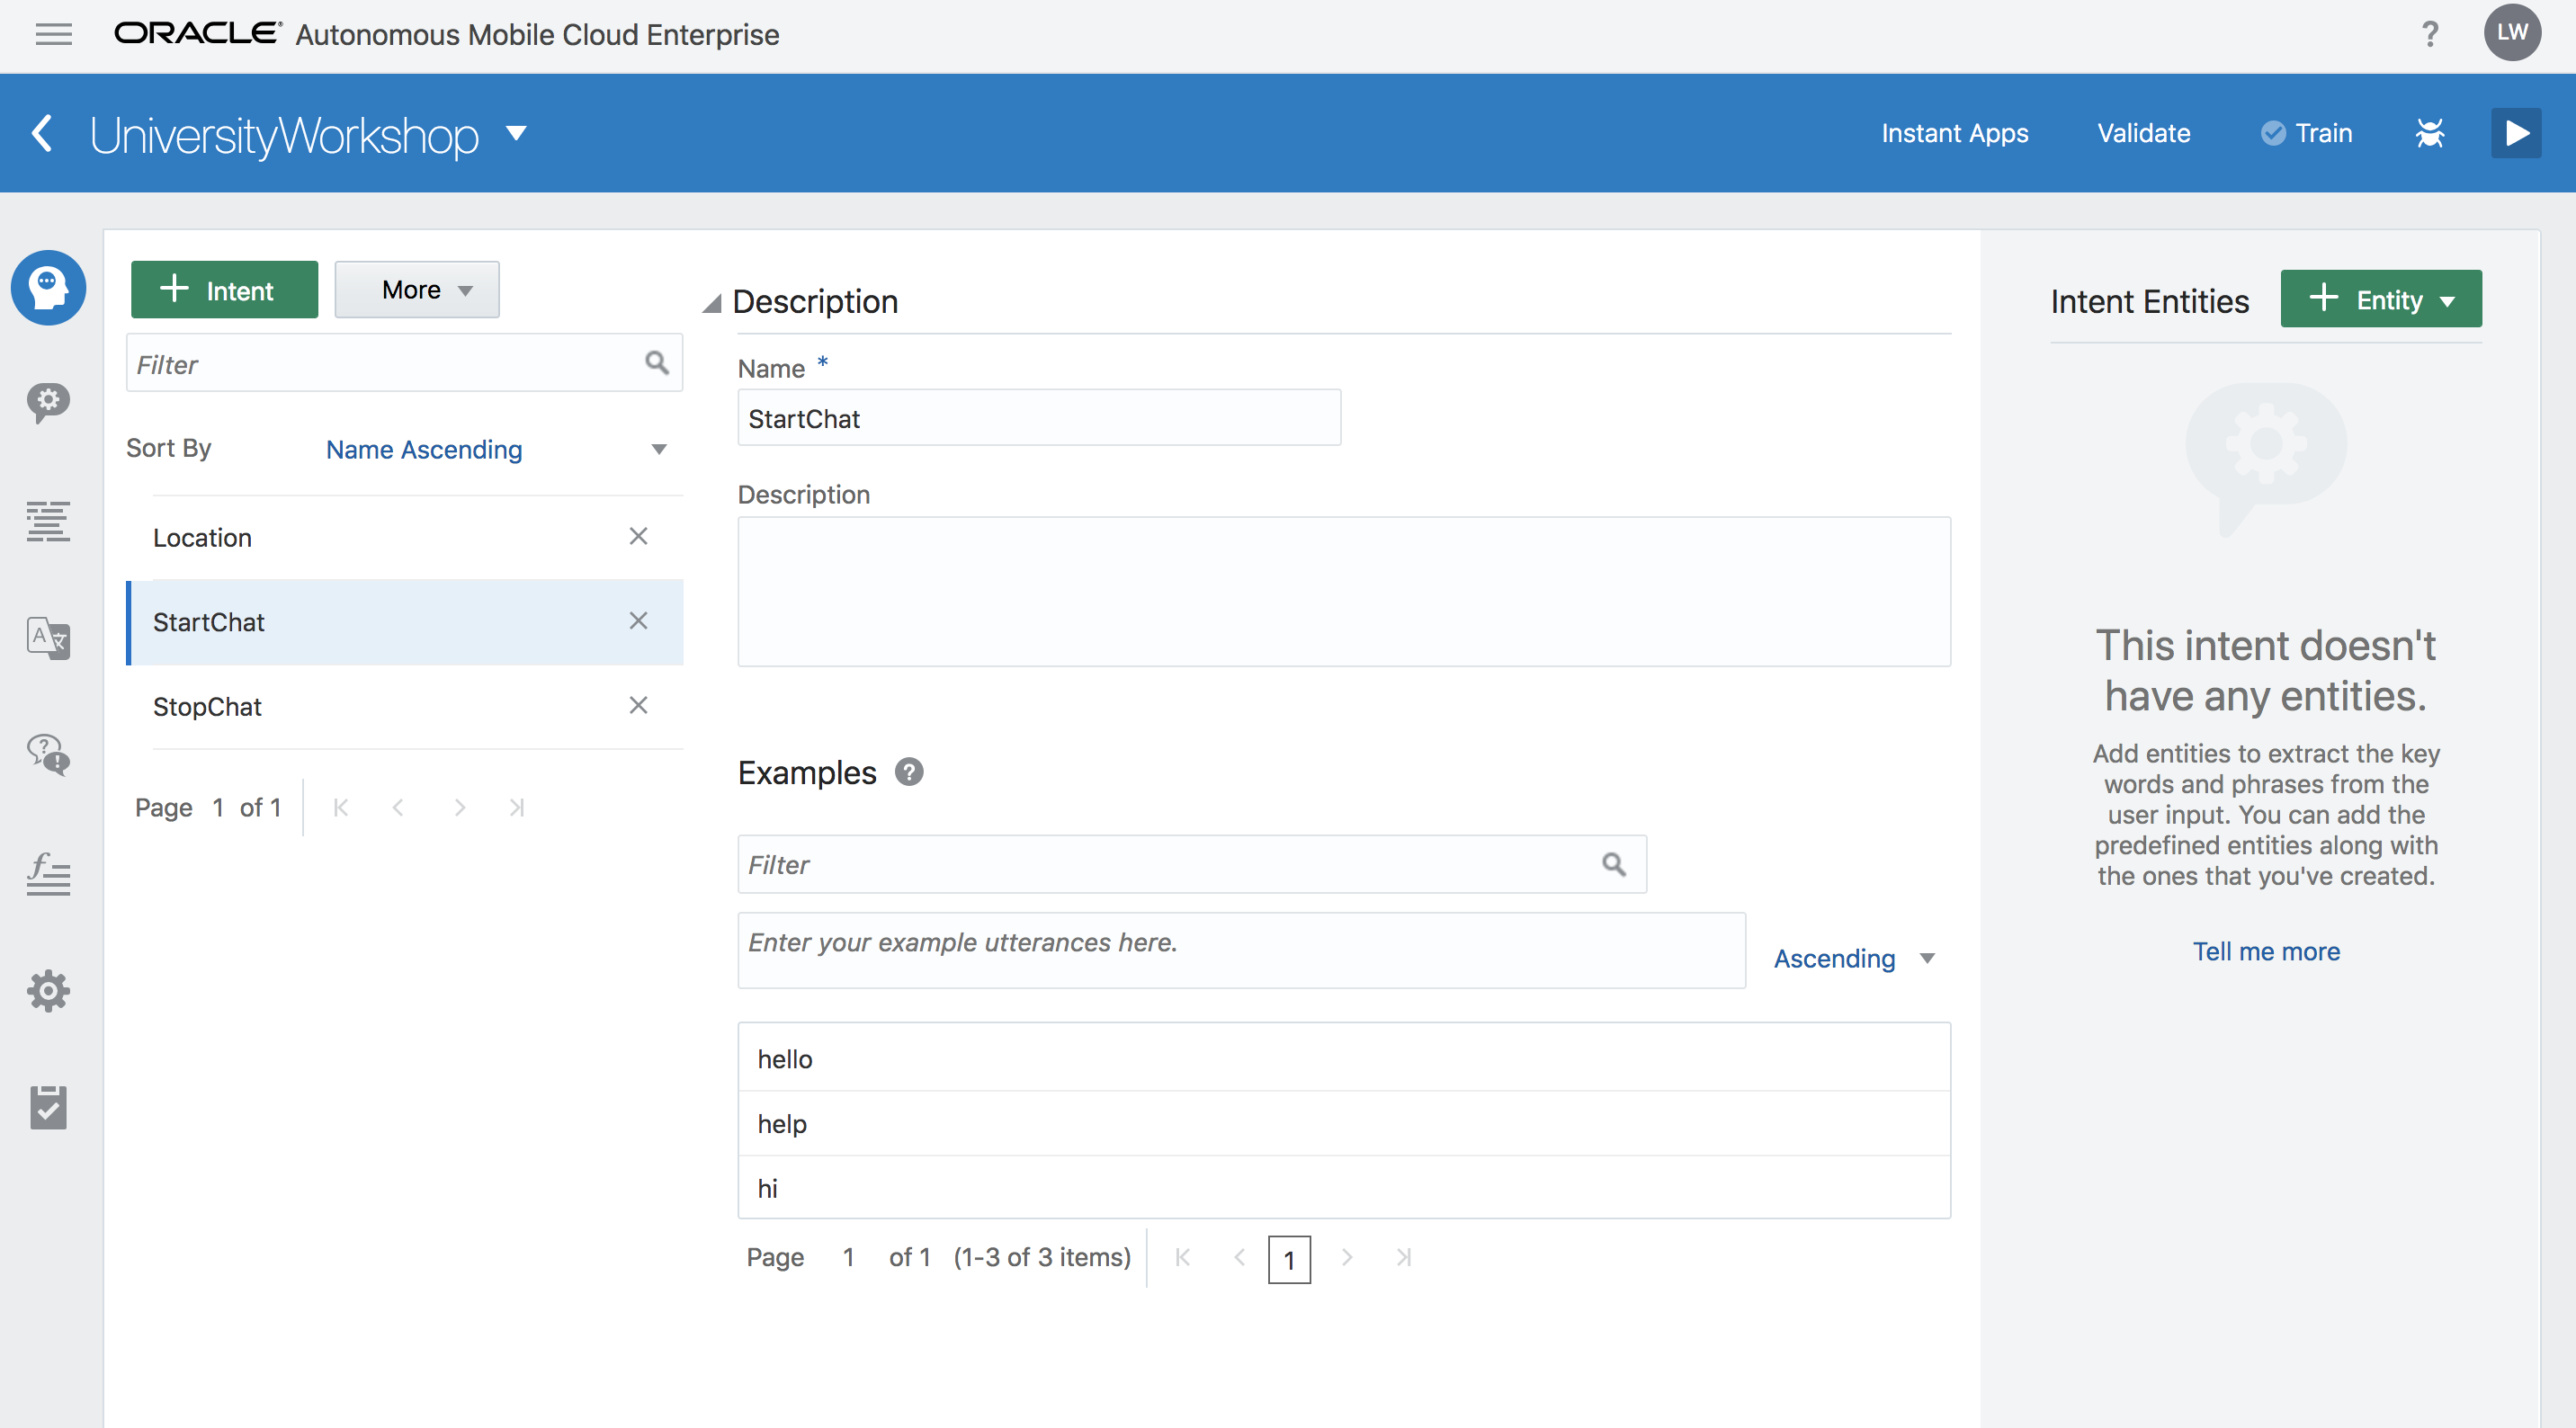 ORACLE® Autonomous Mobile Cloud Enterprise
?
LW
UniversityWorkshop
Instant Apps
Validate
Train
+ Intent
More
Filter
Sort By
Name Ascending
Location
StartChat
StopChat
Page 1 of 1
Description
Name *
StartChat
Description
Examples ?
Filter
Enter your example utterances here.
Ascending
hello
help
hi
Page 1 of 1 (1-3 of 3 items)
1
Intent Entities
+ Entity
This intent doesn't
have any entities.
Add entities to extract the key
words and phrases from the
user input. You can add the
predefined entities along with
the ones that you've created.
Tell me more